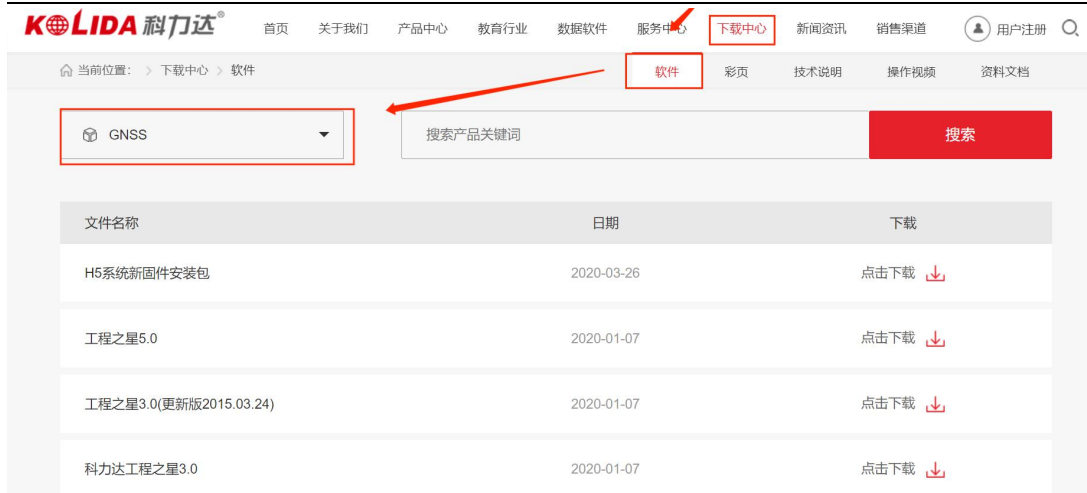 KOLIDA 科力达® 首页 关于我们 产品中心 教育行业 数据软件 服务中心 下载中心 新闻资讯 销售渠道 用户注册
当前位置: > 下载中心 > 软件 软件 彩页 技术说明 操作视频 资料文档
GNSS 搜索产品关键词 搜索
文件名称 日期 下载
H5系统新固件安装包 2020-03-26 点击下载
工程之星5.0 2020-01-07 点击下载
工程之星3.0(更新版2015.03.24) 2020-01-07 点击下载
科力达工程之星3.0 2020-01-07 点击下载